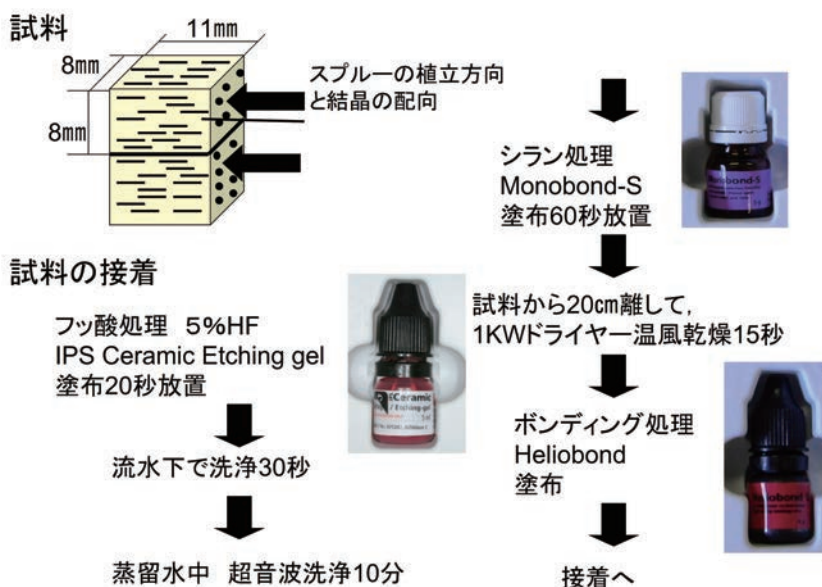 試料
11mm
8mm
8mm
スプルーの植立方向
と結晶の配向
試料の接着
フッ酸処理 5%HF
IPS Ceramic Etching gel
塗布20秒放置
流水下で洗浄30秒
蒸留水中 超音波洗浄10分
Ceramic
Etching-gel
シラン処理
Monobond-S
塗布60秒放置
Monobond-S
試料から20㎝離して,
1KWドライヤー温風乾燥15秒
ボンディング処理
Heliobond
塗布
接着へ